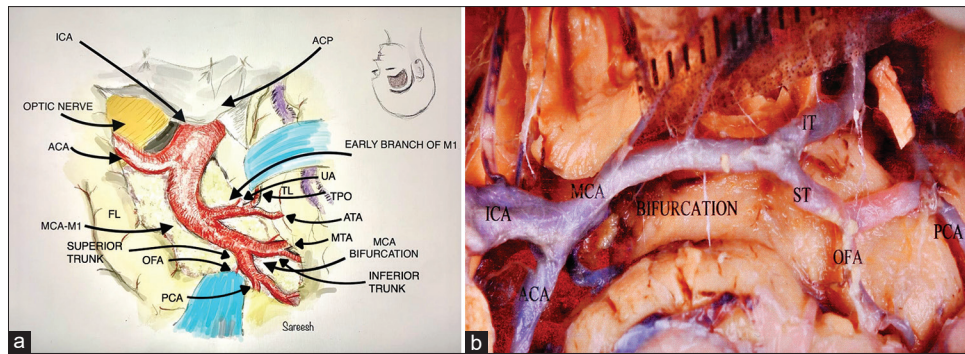 ICA
ACP
OPTIC NERVE
ACA
EARLY BRANCH OF M1
UA
TL
TPO
FL
ATA
MCA-M1
MTA
SUPERIOR
TRUNK
MCA
BIFURCATION
OFA
INFERIOR
TRUNK
PCA
Sareesh
a
IT
MCA
ST
ICA
BIFURCATION
PCA
OFA
ACA
b